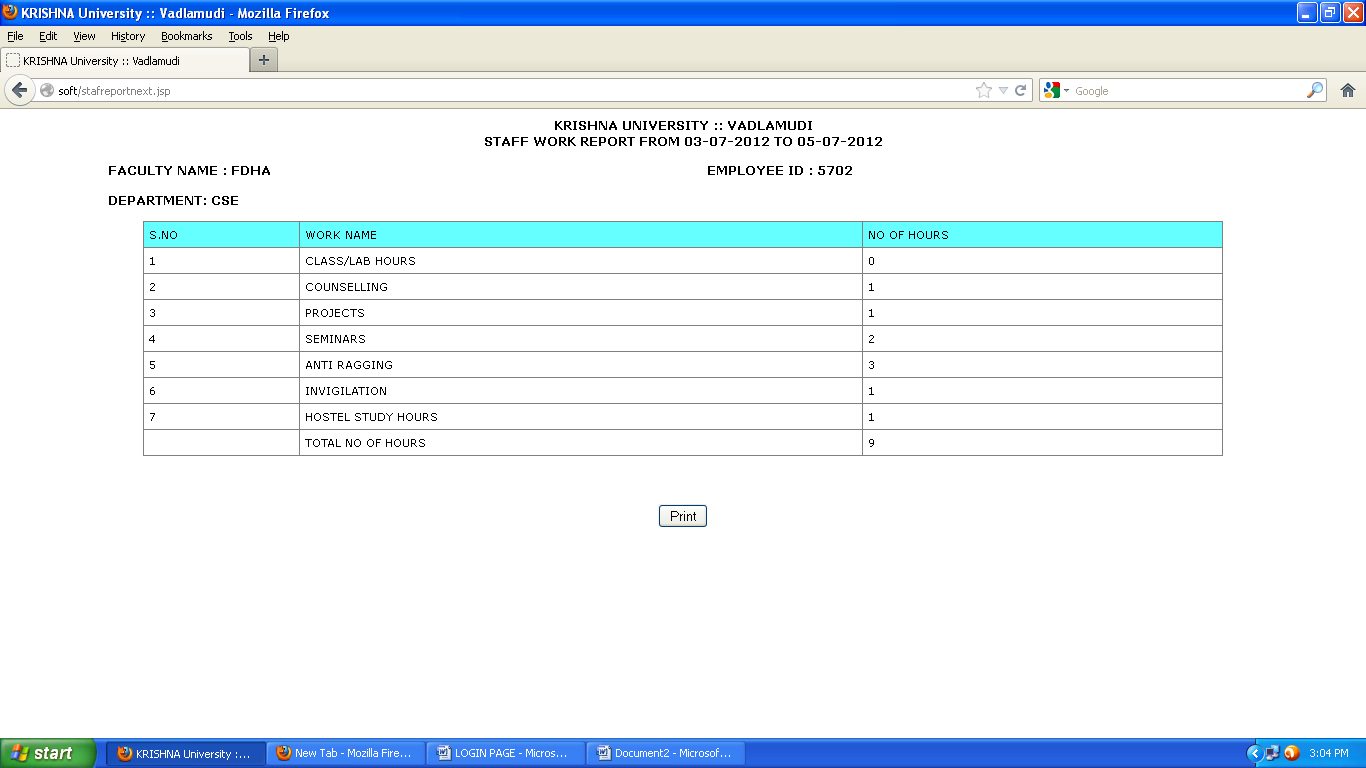 KRISHNA University :: Vadlamudi - Mozilla Firefox
File Edit View History Bookmarks Tools Help
KRISHNA University :: Vadlamudi
soft/stafreportnext.jsp Google
KRISHNA UNIVERSITY :: VADLAMUDI
STAFF WORK REPORT FROM 03-07-2012 TO 05-07-2012
FACULTY NAME : FDHA EMPLOYEE ID : 5702
DEPARTMENT: CSE
S.NO WORK NAME NO OF HOURS
1 CLASS/LAB HOURS 0
2 COUNSELLING 1
3 PROJECTS 1
4 SEMINARS 2
5 ANTI RAGGING 3
6 INVIGILATION 1
7 HOSTEL STUDY HOURS 1
TOTAL NO OF HOURS 9
Print
start KRISHNA University :... New Tab - Mozilla Fire... LOGIN PAGE - Micros... Document2 - Microsof... 3:04 PM